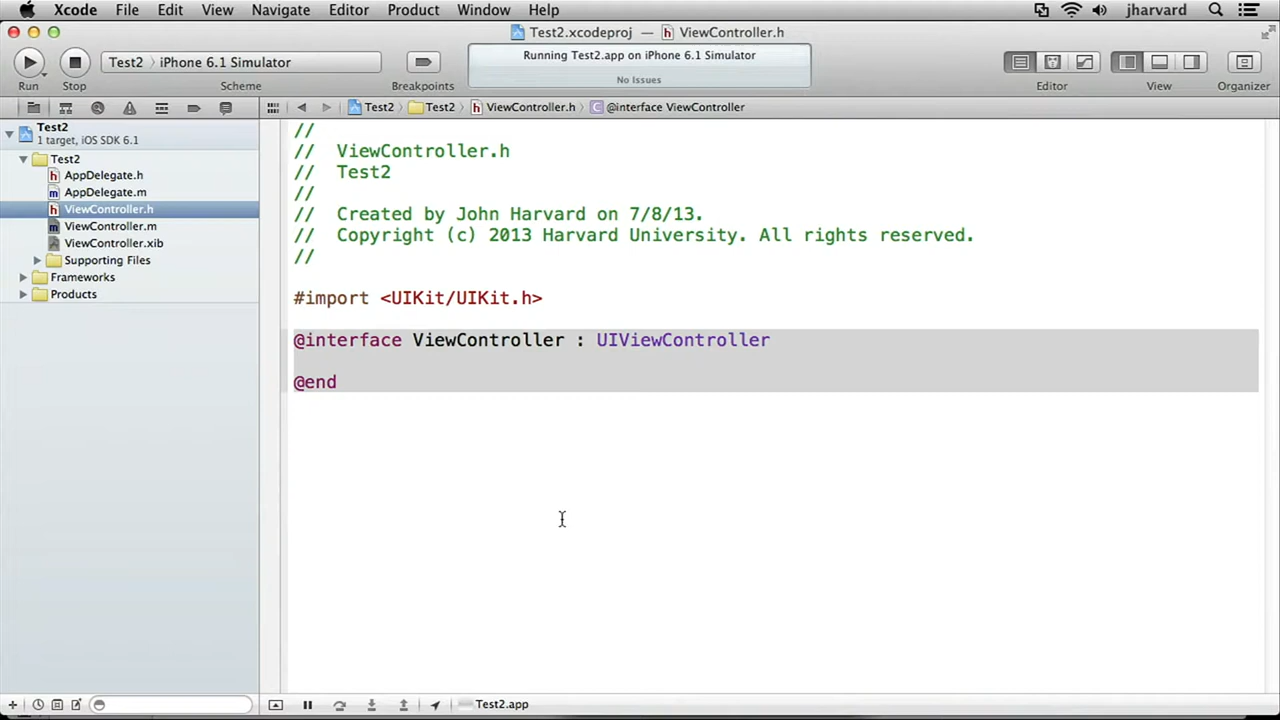 Xcode File Edit View Navigate Editor Product Window Help jharvard
Test2.xcodeproj — ViewController.h
Test2 iPhone 6.1 Simulator
Running Test2.app on iPhone 6.1 Simulator
No Issues
Run Stop Scheme Breakpoints Editor View Organizer
Test2 Test2 ViewController.h @interface ViewController
Test2
1 target, iOS SDK 6.1
Test2
AppDelegate.h
AppDelegate.m
ViewController.h
ViewController.m
ViewController.xib
Supporting Files
Frameworks
Products
//
// ViewController.h
// Test2
//
// Created by John Harvard on 7/8/13.
// Copyright (c) 2013 Harvard University. All rights reserved.
//
#import <UIKit/UIKit.h>
@interface ViewController : UIViewController
@end
Test2.app